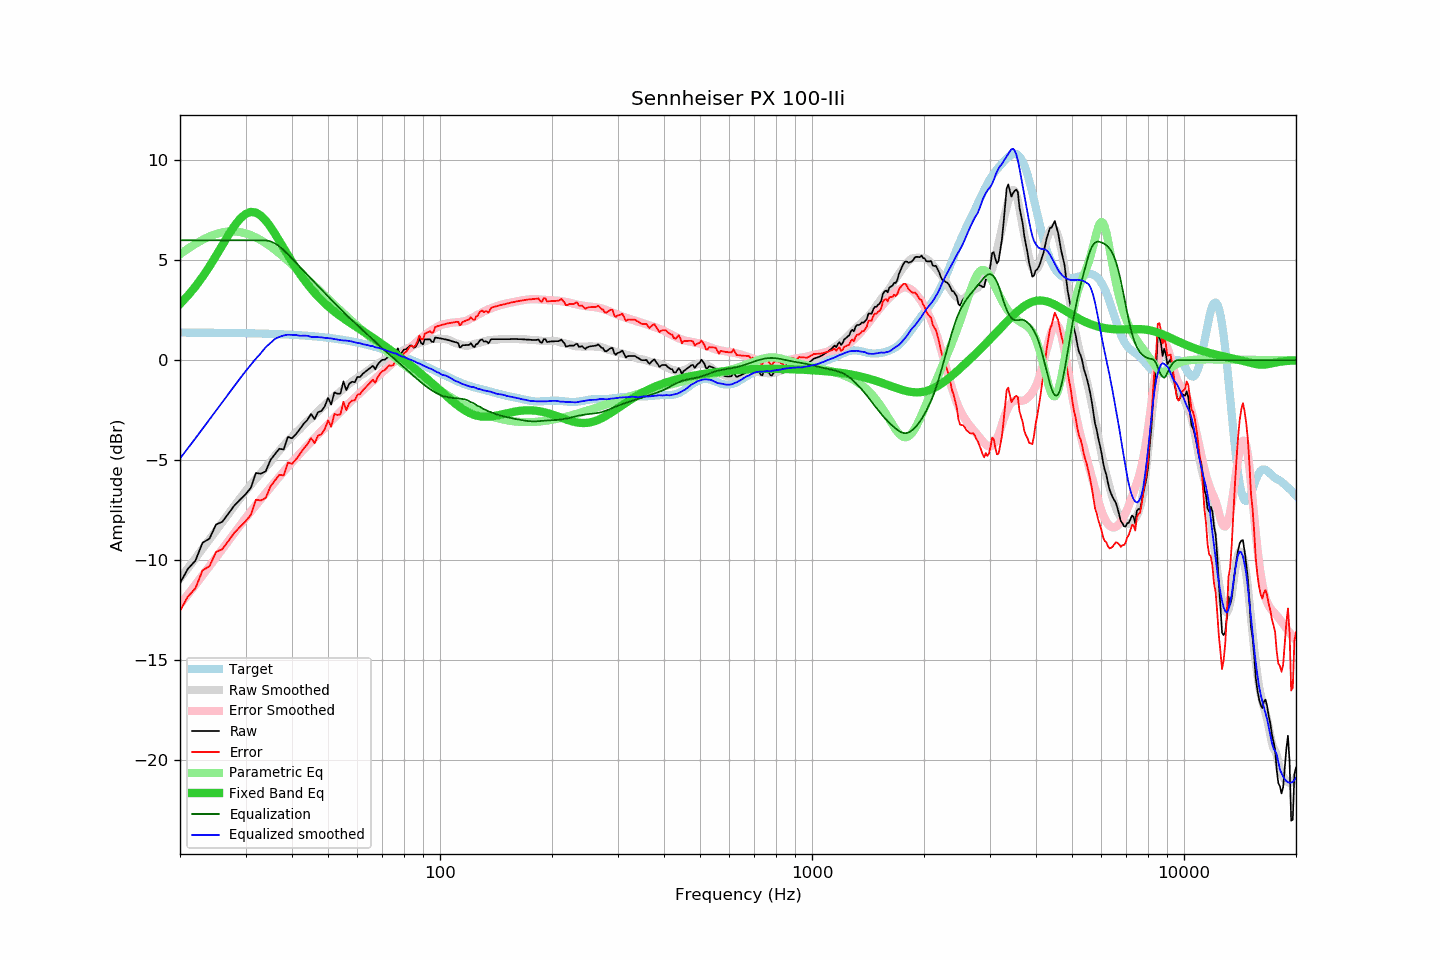 Sennheiser PX 100-IIi
10
5
0
−5
−10
−15
−20
Amplitude (dBr)
Target
Raw Smoothed
Error Smoothed
Raw
Error
Parametric Eq
Fixed Band Eq
Equalization
Equalized smoothed
100
1000
10000
Frequency (Hz)